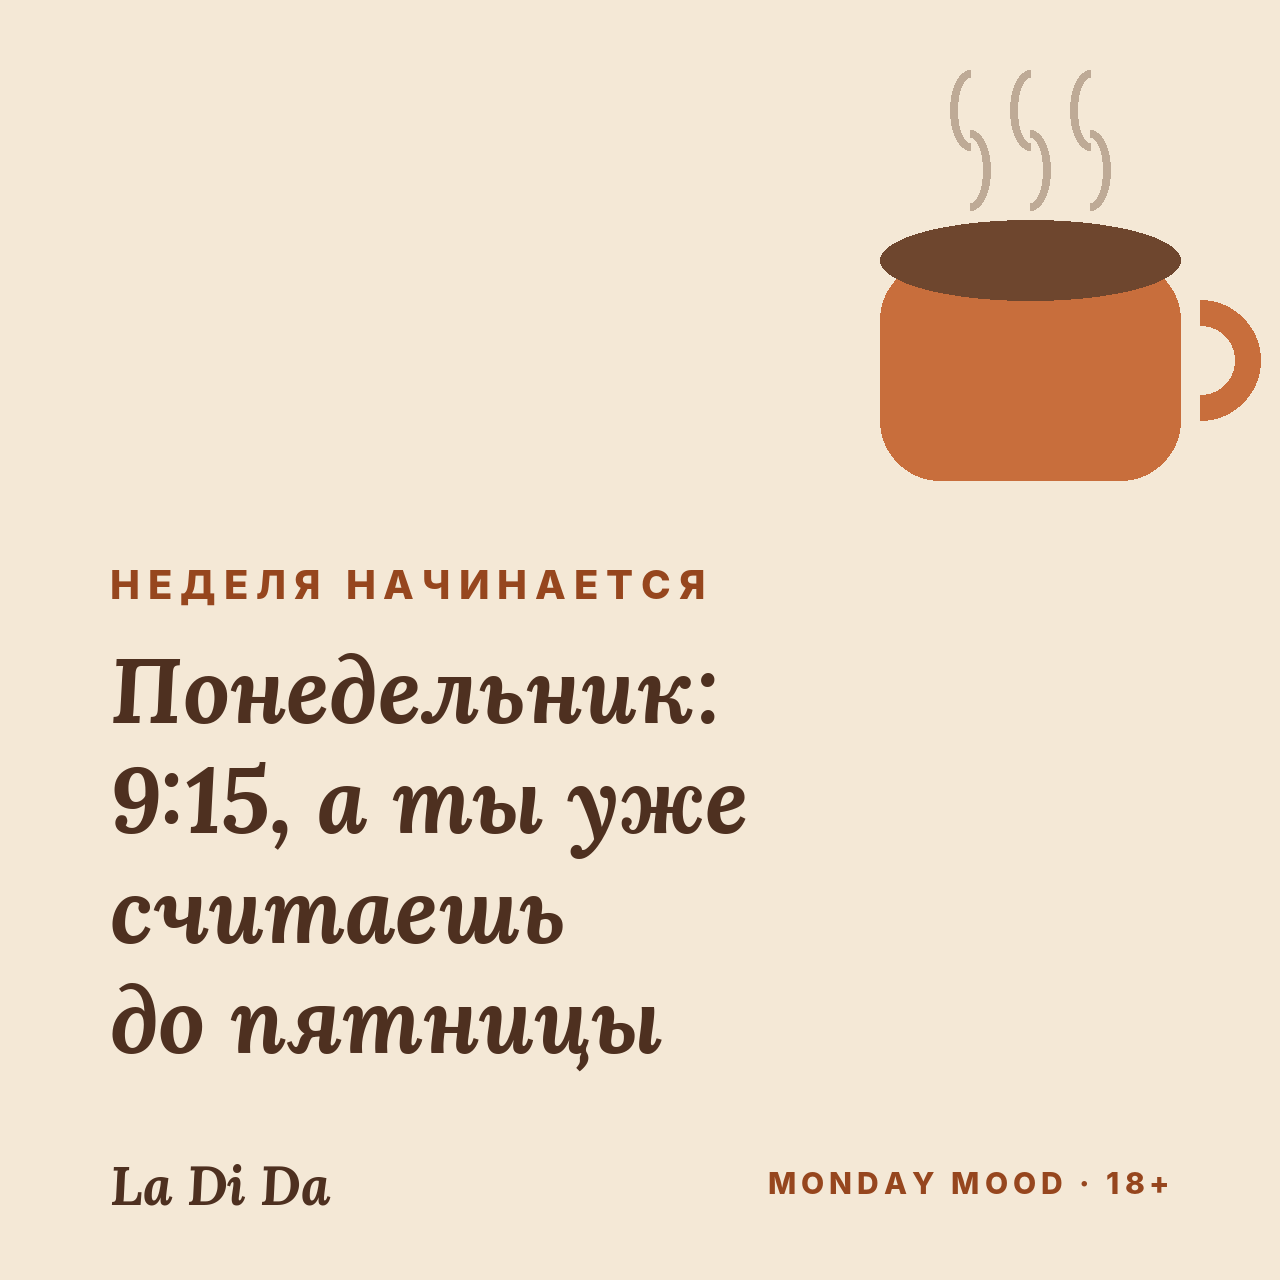 НЕДЕЛЯ НАЧИНАЕТСЯ
Понедельник:
9:15, а ты уже
считаешь
до пятницы
La Di Da
MONDAY MOOD · 18+